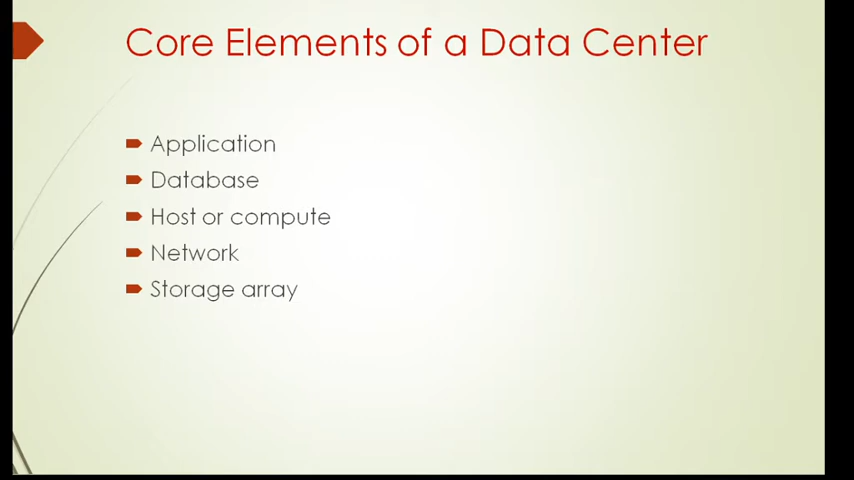 Core Elements of a Data Center
Application
Database
Host or compute
Network
Storage array